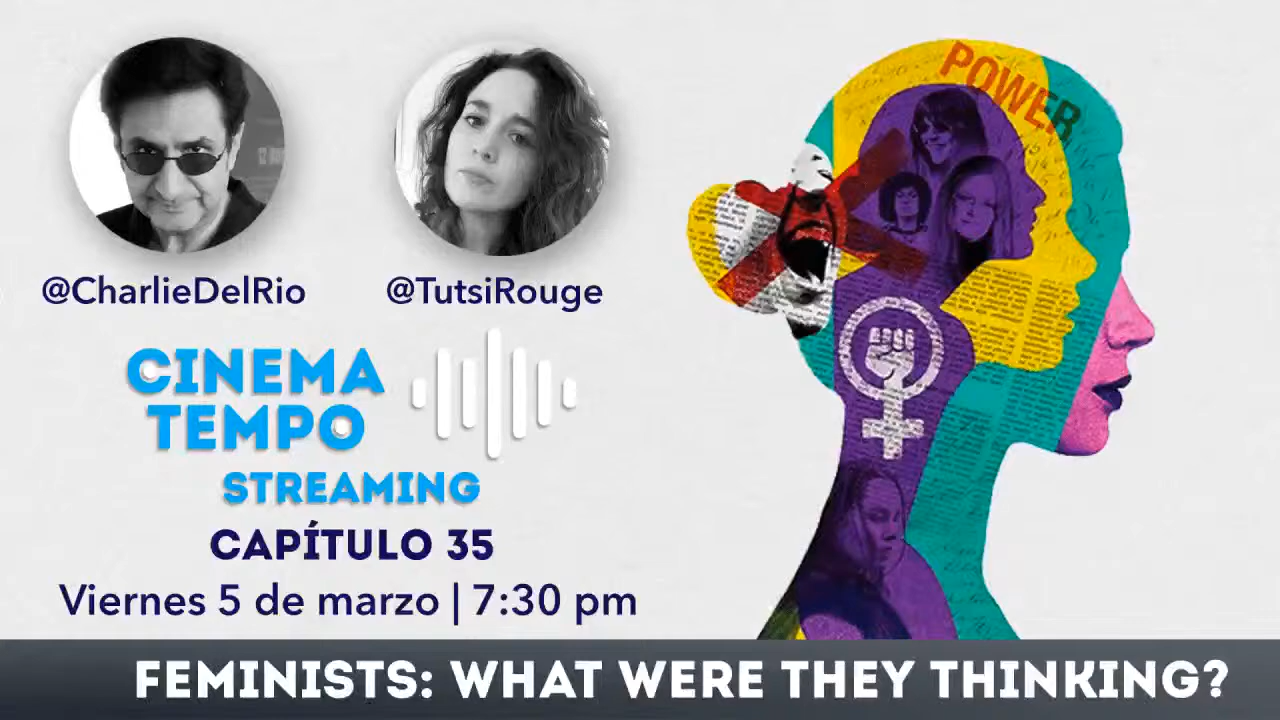 @CharlieDelRio
@TutsiRouge
CINEMA
TEMPO
STREAMING
CAPÍTULO 35
Viernes 5 de marzo | 7:30 pm
POWER
FEMINISTS: WHAT WERE THEY THINKING?